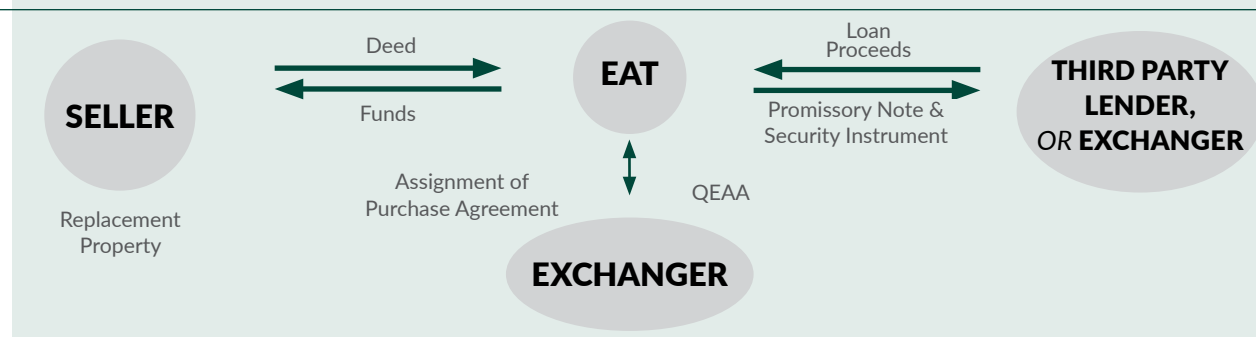 SELLER
Replacement
Property
Deed
Funds
EAT
Assignment of
Purchase Agreement
QEAA
EXCHANGER
Loan
Proceeds
Promissory Note &
Security Instrument
THIRD PARTY
LENDER,
OR EXCHANGER